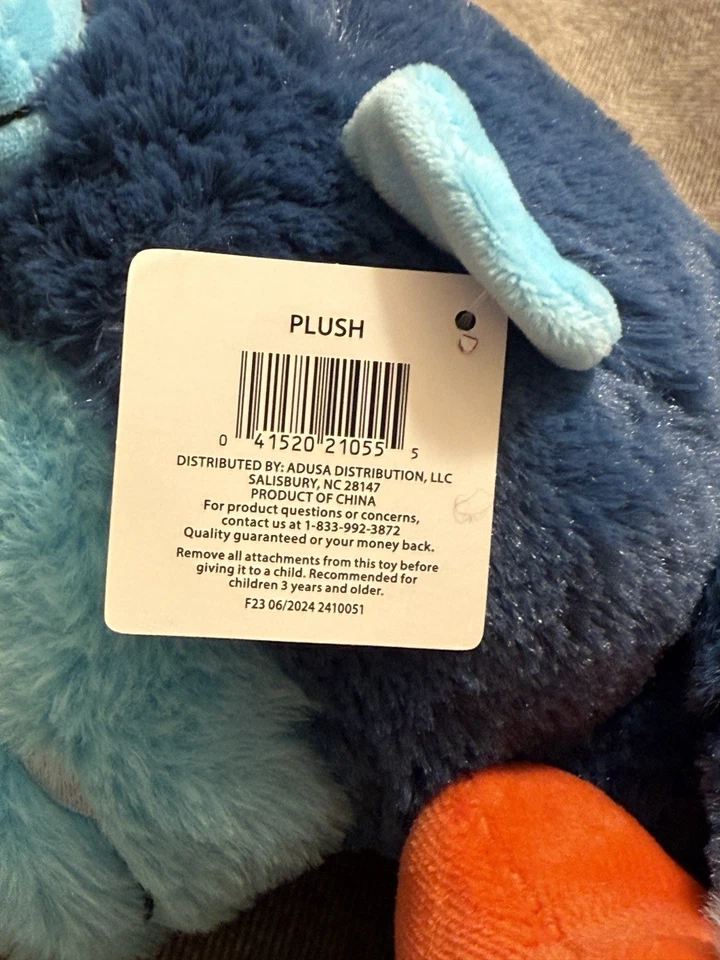 PLUSH
0 41520 21055 5
DISTRIBUTED BY: ADUSA DISTRIBUTION, LLC
SALISBURY, NC 28147
PRODUCT OF CHINA
For product questions or concerns,
contact us at 1-833-992-3872
Quality guaranteed or your money back.
Remove all attachments from this toy before
giving it to a child. Recommended for
children 3 years and older.
F23 06/2024 2410051